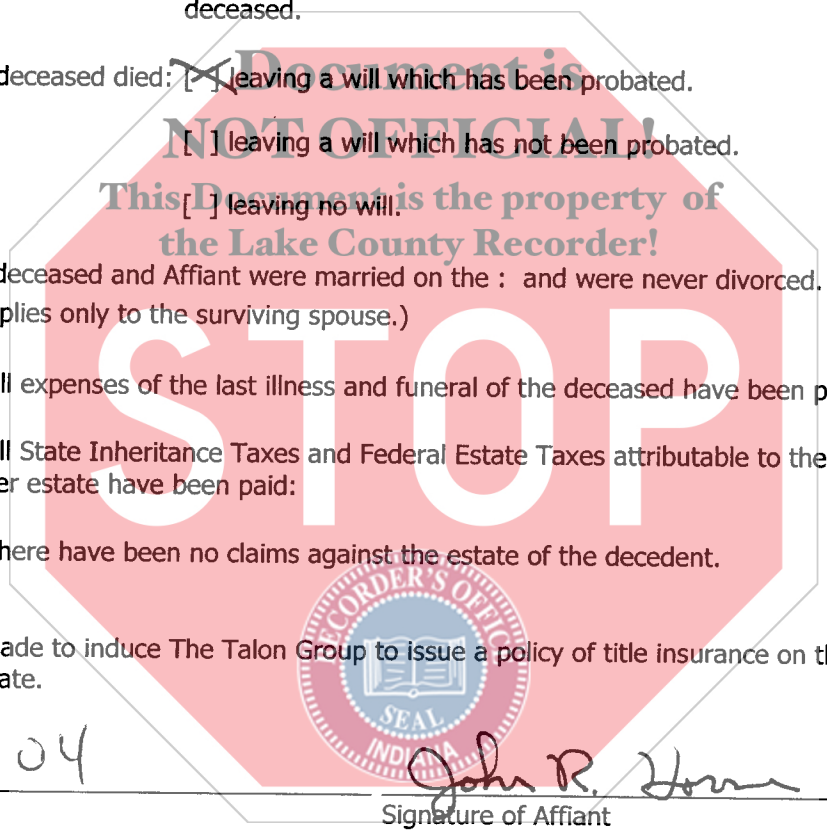 deceased.
Document is
deceased died: [X] leaving a will which has been probated.
NOT OFFICIAL!
[ ] leaving a will which has not been probated.
This Document is the property of
[ ] leaving no will.
the Lake County Recorder!
deceased and Affiant were married on the : and were never divorced.
plies only to the surviving spouse.)
STOP
ll expenses of the last illness and funeral of the deceased have been p
ll State Inheritance Taxes and Federal Estate Taxes attributable to the
er estate have been paid:
here have been no claims against the estate of the decedent.
RECORDER'S OFFICE
ade to induce The Talon Group to issue a policy of title insurance on th
ate.
SEAL
INDIANA
04
John R. Horne
Signature of Affiant